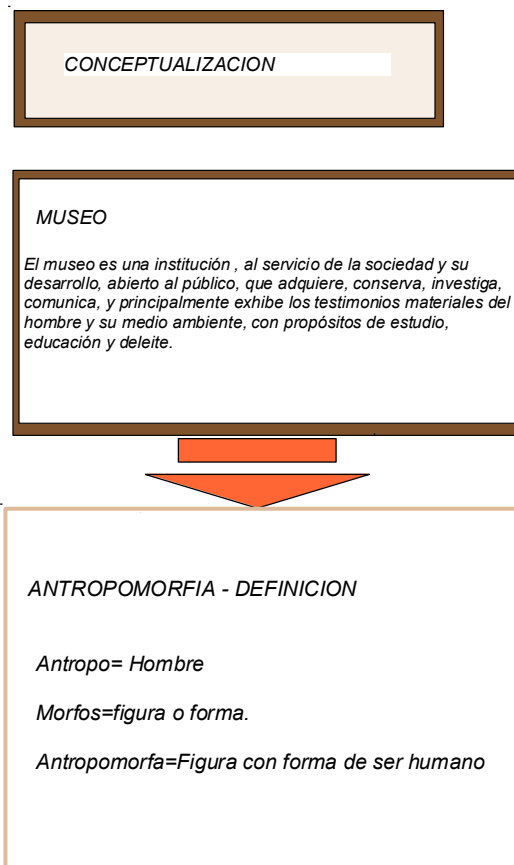 CONCEPTUALIZACION
MUSEO
El museo es una institución , al servicio de la sociedad y su
desarrollo, abierto al público, que adquiere, conserva, investiga,
comunica, y principalmente exhibe los testimonios materiales del
hombre y su medio ambiente, con propósitos de estudio,
educación y deleite.
ANTROPOMORFIA - DEFINICION
Antropo= Hombre
Morfos=figura o forma.
Antropomorfa=Figura con forma de ser humano